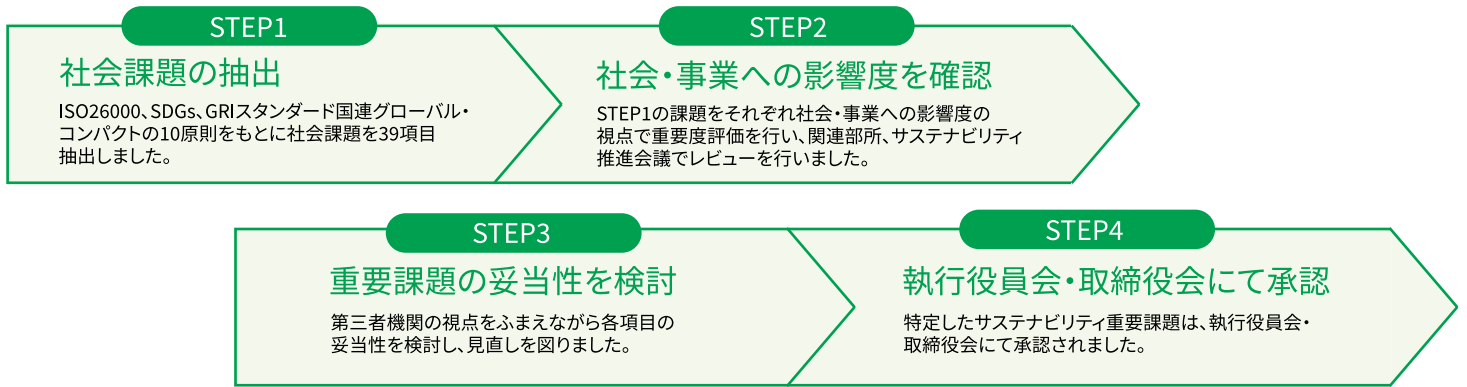 STEP1
社会課題の抽出
ISO26000、SDGs、GRIスタンダード国連グローバル・
コンパクトの10原則をもとに社会課題を39項目
抽出しました。
STEP2
社会・事業への影響度を確認
STEP1の課題をそれぞれ社会・事業への影響度の
視点で重要度評価を行い、関連部所、サステナビリティ
推進会議でレビューを行いました。
STEP3
重要課題の妥当性を検討
第三者機関の視点をふまえながら各項目の
妥当性を検討し、見直しを図りました。
STEP4
執行役員会・取締役会にて承認
特定したサステナビリティ重要課題は、執行役員会・
取締役会にて承認されました。